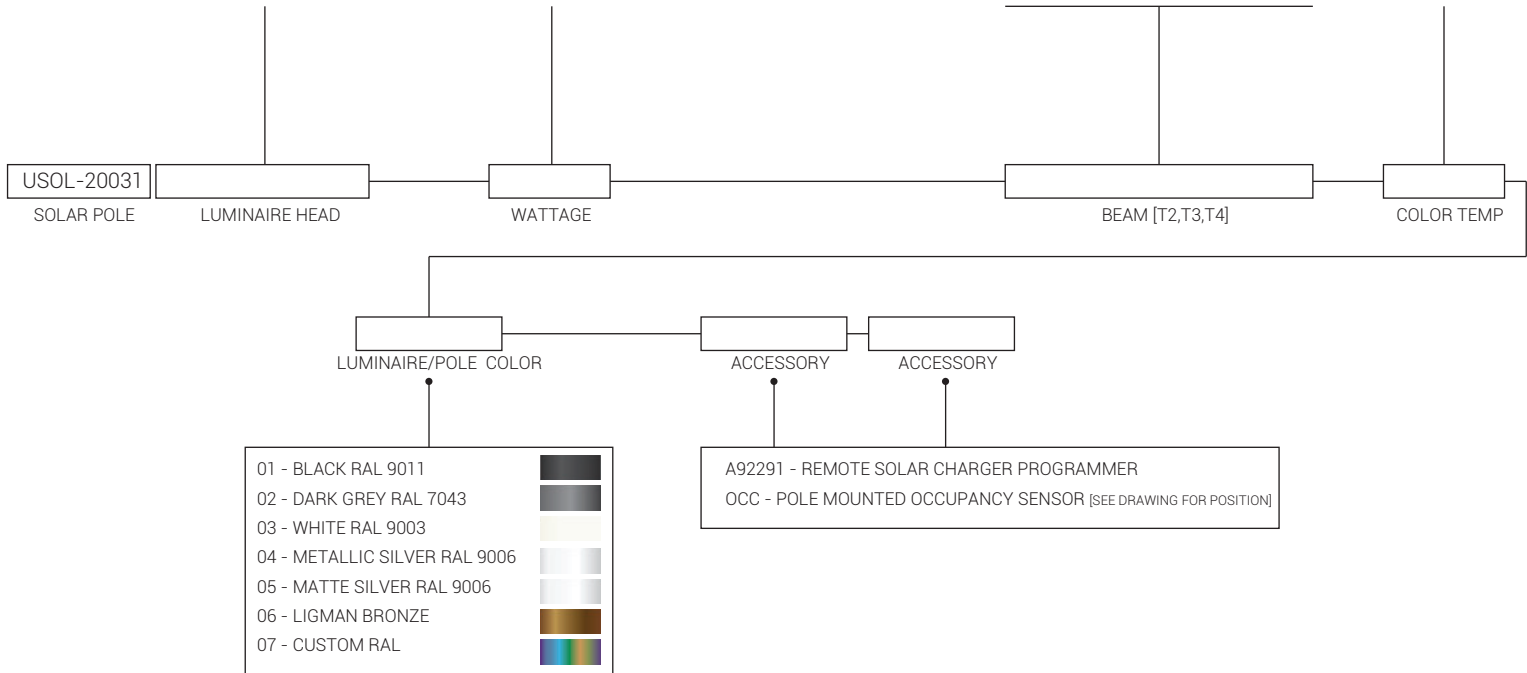 USOL-20031
SOLAR POLE
LUMINAIRE HEAD
WATTAGE
BEAM [T2,T3,T4]
COLOR TEMP
LUMINAIRE/POLE COLOR
ACCESSORY
ACCESSORY
01 - BLACK RAL 9011
02 - DARK GREY RAL 7043
03 - WHITE RAL 9003
04 - METALLIC SILVER RAL 9006
05 - MATTE SILVER RAL 9006
06 - LIGMAN BRONZE
07 - CUSTOM RAL
A92291 - REMOTE SOLAR CHARGER PROGRAMMER
OCC - POLE MOUNTED OCCUPANCY SENSOR [SEE DRAWING FOR POSITION]